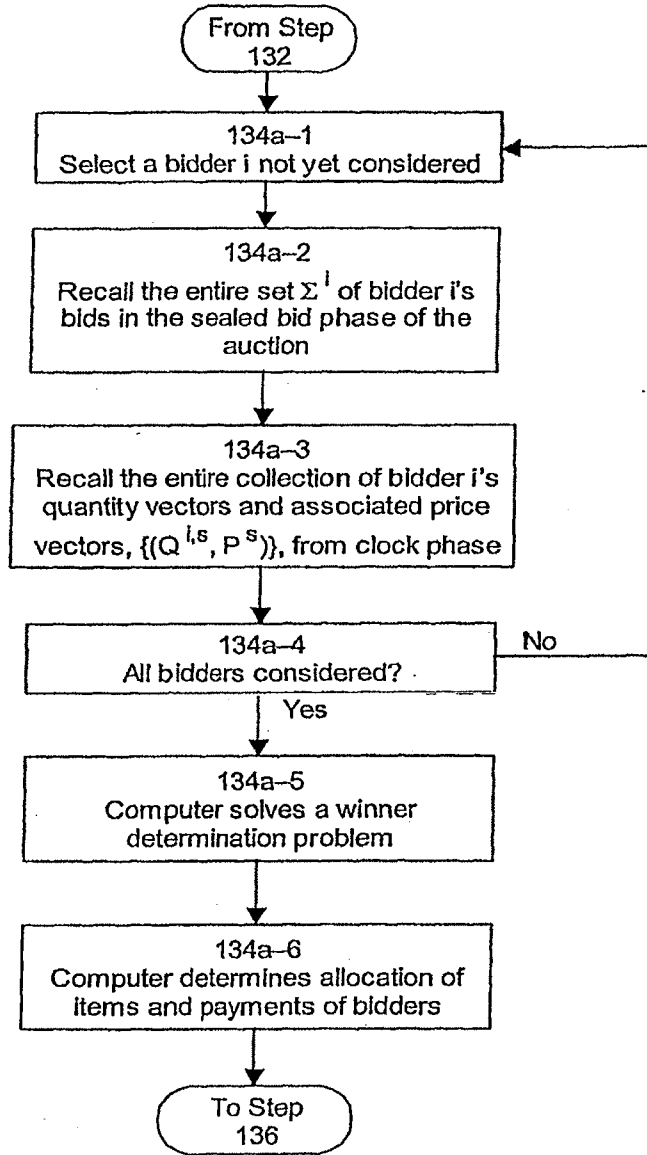 From Step
132
134a–1
Select a bidder i not yet considered
134a–2
Recall the entire set Σ^i of bidder i's
bids in the sealed bid phase of the
auction
134a–3
Recall the entire collection of bidder i's
quantity vectors and associated price
vectors, {(Q^i,s, P^s)}, from clock phase
134a–4
All bidders considered?
No
Yes
134a–5
Computer solves a winner
determination problem
134a–6
Computer determines allocation of
items and payments of bidders
To Step
136